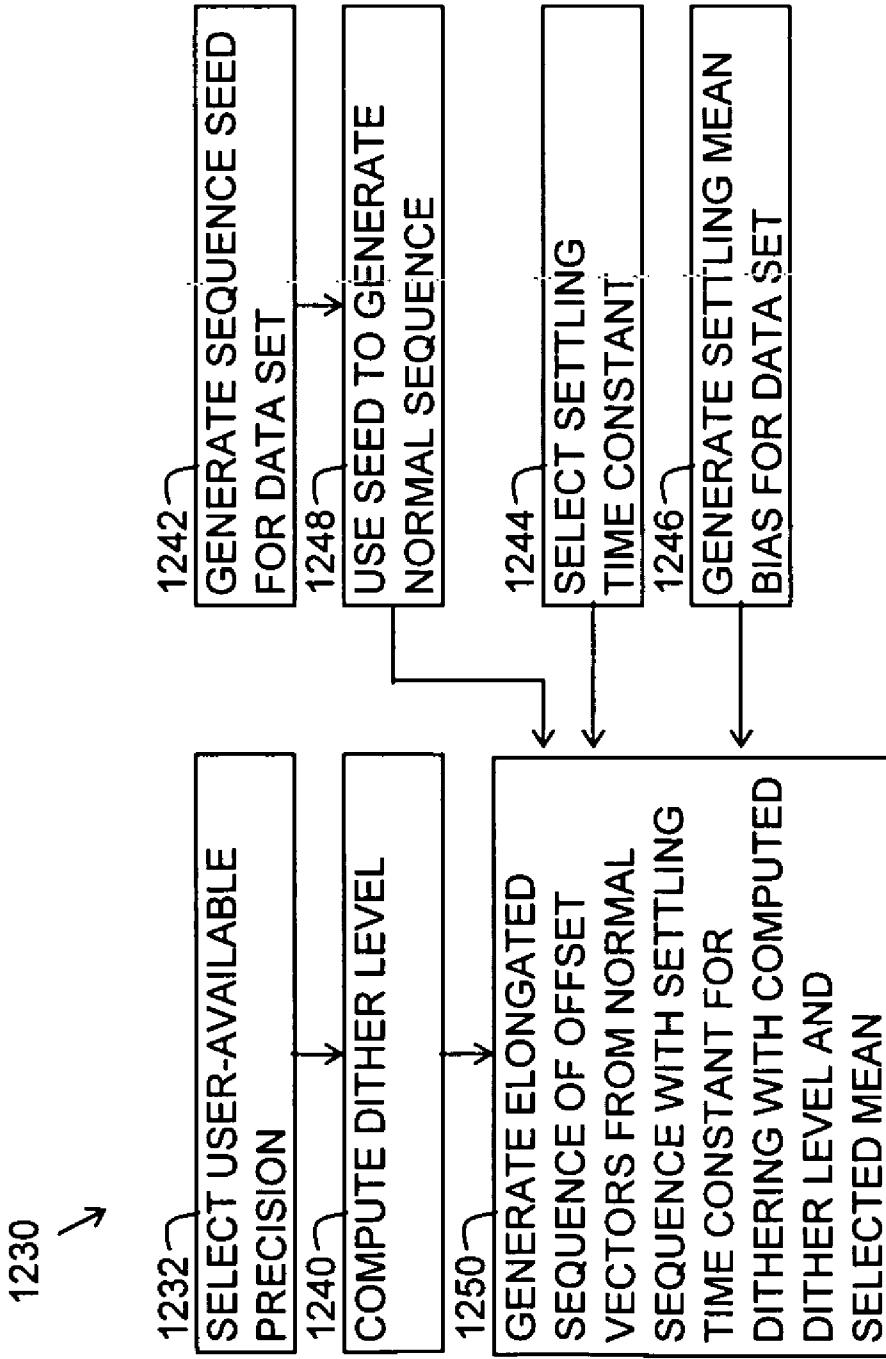 1230
1232
SELECT USER-AVAILABLE
PRECISION
1240
COMPUTE DITHER LEVEL
1250
GENERATE ELONGATED
SEQUENCE OF OFFSET
VECTORS FROM NORMAL
SEQUENCE WITH SETTLING
TIME CONSTANT FOR
DITHERING WITH COMPUTED
DITHER LEVEL AND
SELECTED MEAN
1242
GENERATE SEQUENCE SEED
FOR DATA SET
1248
USE SEED TO GENERATE
NORMAL SEQUENCE
1244
SELECT SETTLING
TIME CONSTANT
1246
GENERATE SETTLING MEAN
BIAS FOR DATA SET